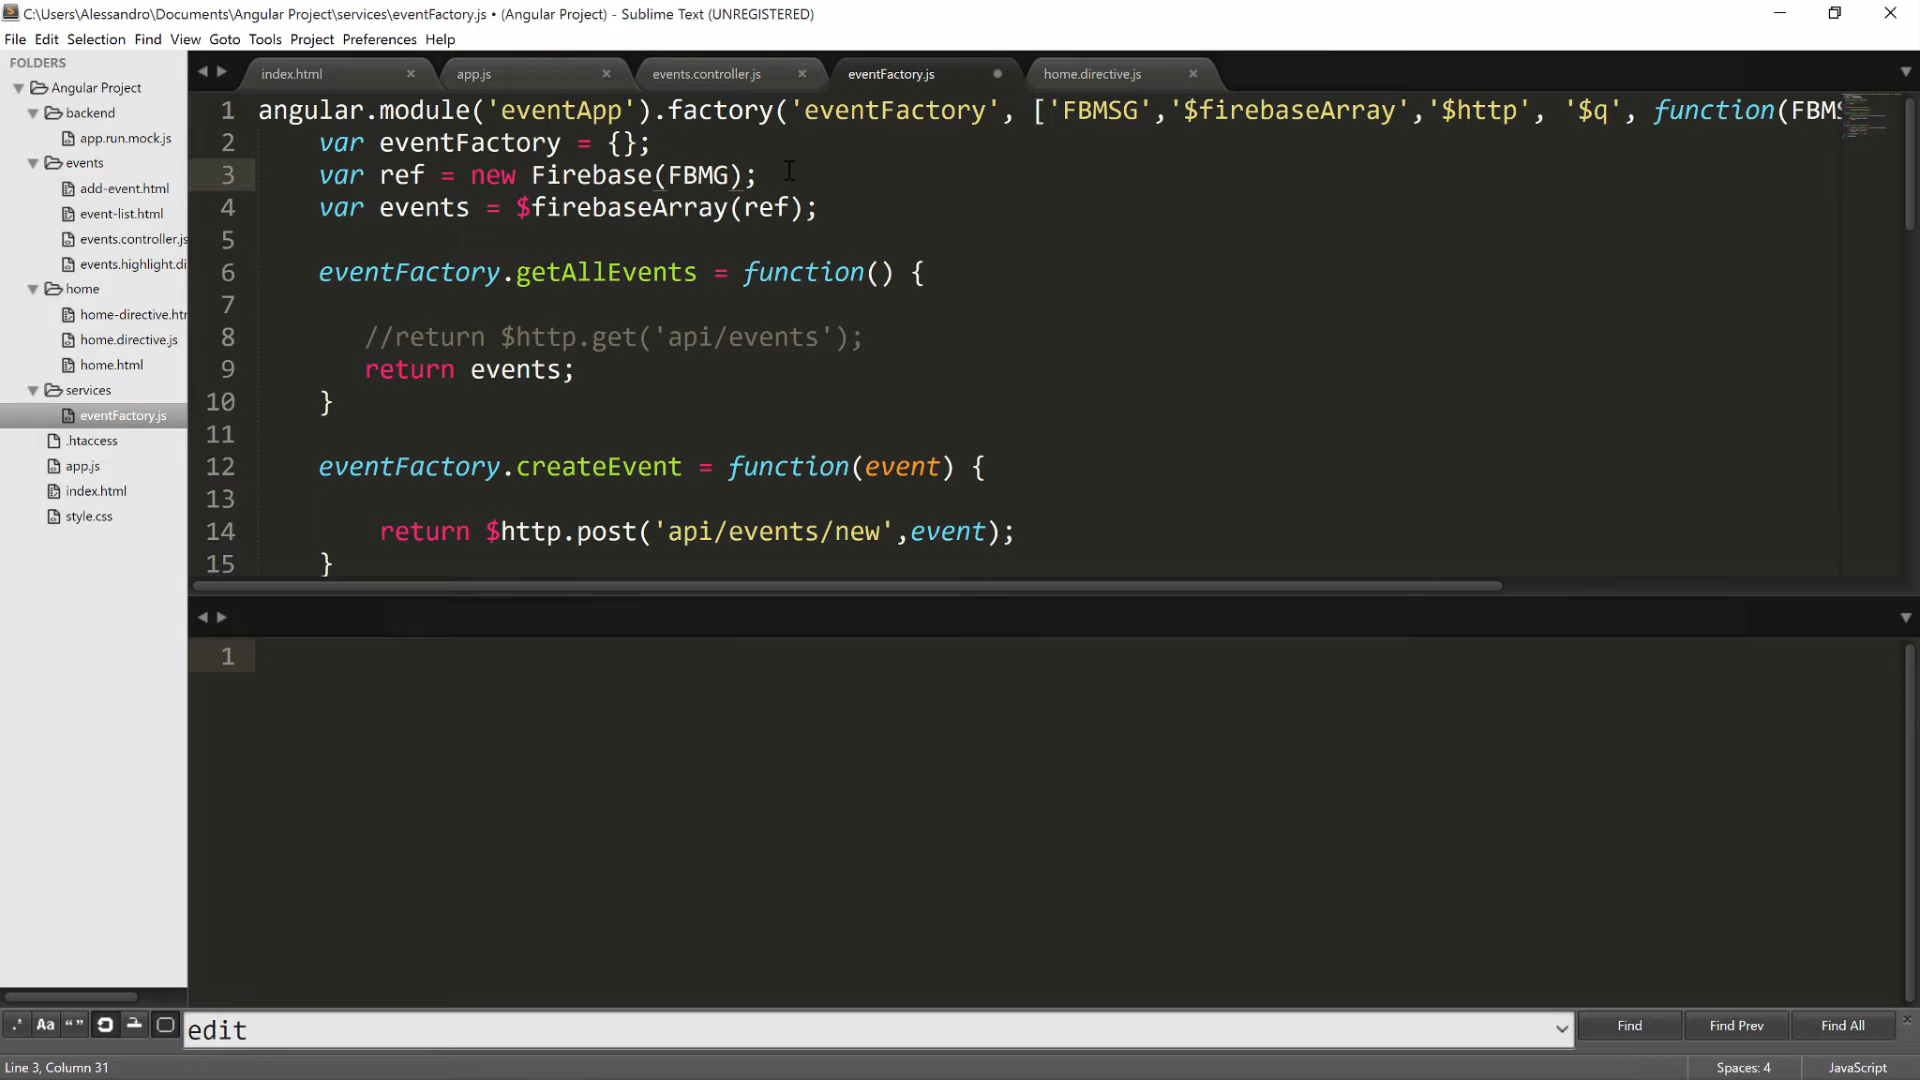 C:\Users\Alessandro\Documents\Angular Project\services\eventFactory.js • (Angular Project) - Sublime Text (UNREGISTERED)
File Edit Selection Find View Goto Tools Project Preferences Help
FOLDERS
Angular Project
backend
app.run.mock.js
events
add-event.html
event-list.html
events.controller.js
events.highlight.di
home
home-directive.htm
home.directive.js
home.html
services
eventFactory.js
.htaccess
app.js
index.html
style.css
index.html app.js events.controller.js eventFactory.js home.directive.js
1 angular.module('eventApp').factory('eventFactory', ['FBMSG','$firebaseArray','$http', '$q', function(FBMS
2 var eventFactory = {};
3 var ref = new Firebase(FBMG);
4 var events = $firebaseArray(ref);
5
6 eventFactory.getAllEvents = function() {
7
8 //return $http.get('api/events');
9 return events;
10 }
11
12 eventFactory.createEvent = function(event) {
13
14 return $http.post('api/events/new',event);
15 }
1
.* Aa “” edit Find Find Prev Find All
Line 3, Column 31 Spaces: 4 JavaScript